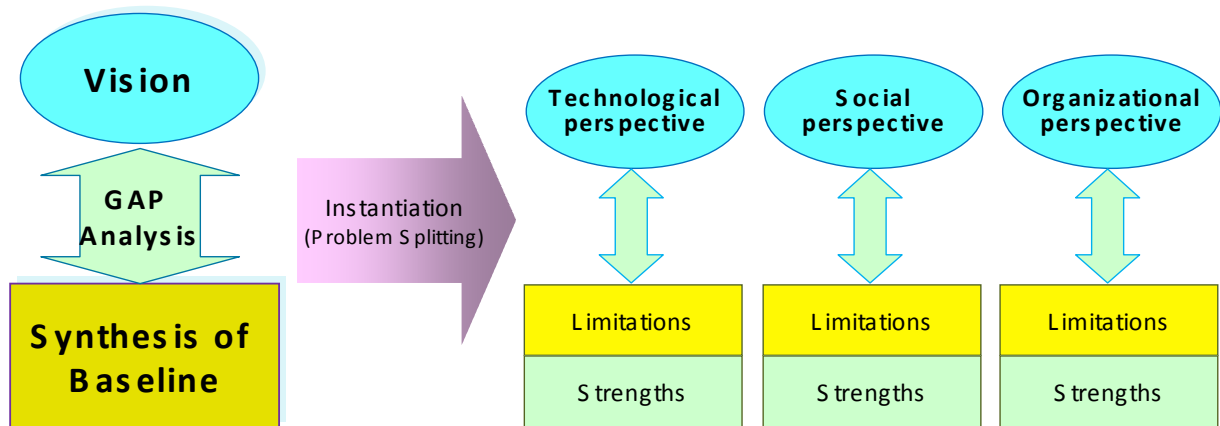 Vision
GAP
Analysis
Synthesis of
Baseline
Instantiation
(Problem Splitting)
Technological
perspective
Social
perspective
Organizational
perspective
Limitations
Limitations
Limitations
Strengths
Strengths
Strengths